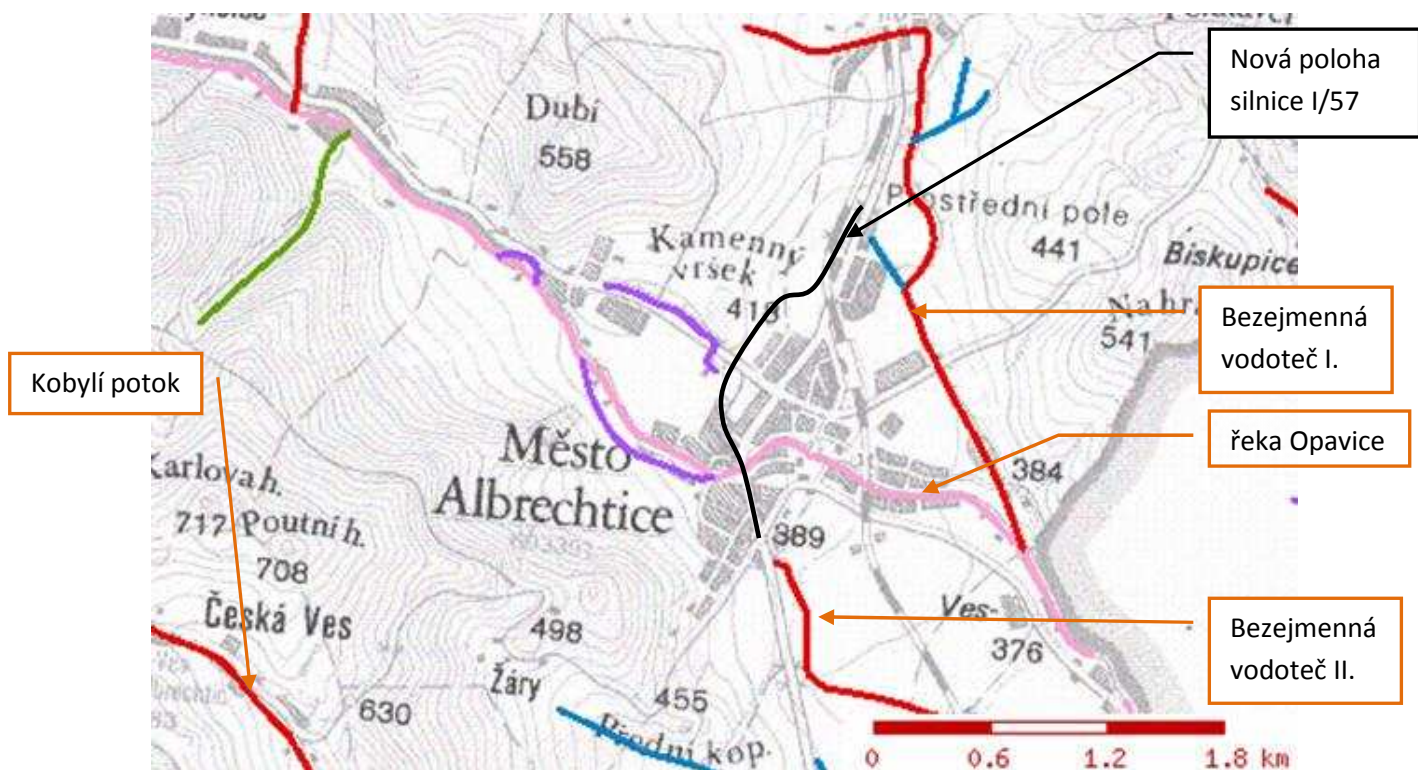 Nová poloha
silnice I/57
Dubí
558
Prostřední pole
441
Kamenný
vršek
418
Biskupice
541
Bezejmenná
vodoteč I.
Kobylí potok
řeka Opavice
Město
Albrechtice
384
Karlova h.
717
Poutní h.
708
389
Česká Ves
498
Ves-
376
Bezejmenná
vodoteč II.
Žáry
455
630
Přední kop.
0 0.6 1.2 1.8 km